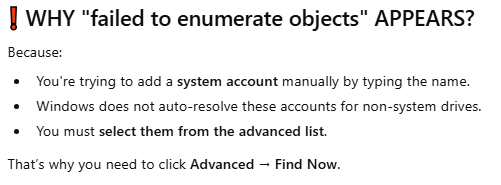 ❗ WHY "failed to enumerate objects" APPEARS?
Because:
• You're trying to add a system account manually by typing the name.
• Windows does not auto-resolve these accounts for non-system drives.
• You must select them from the advanced list.
That's why you need to click Advanced → Find Now.